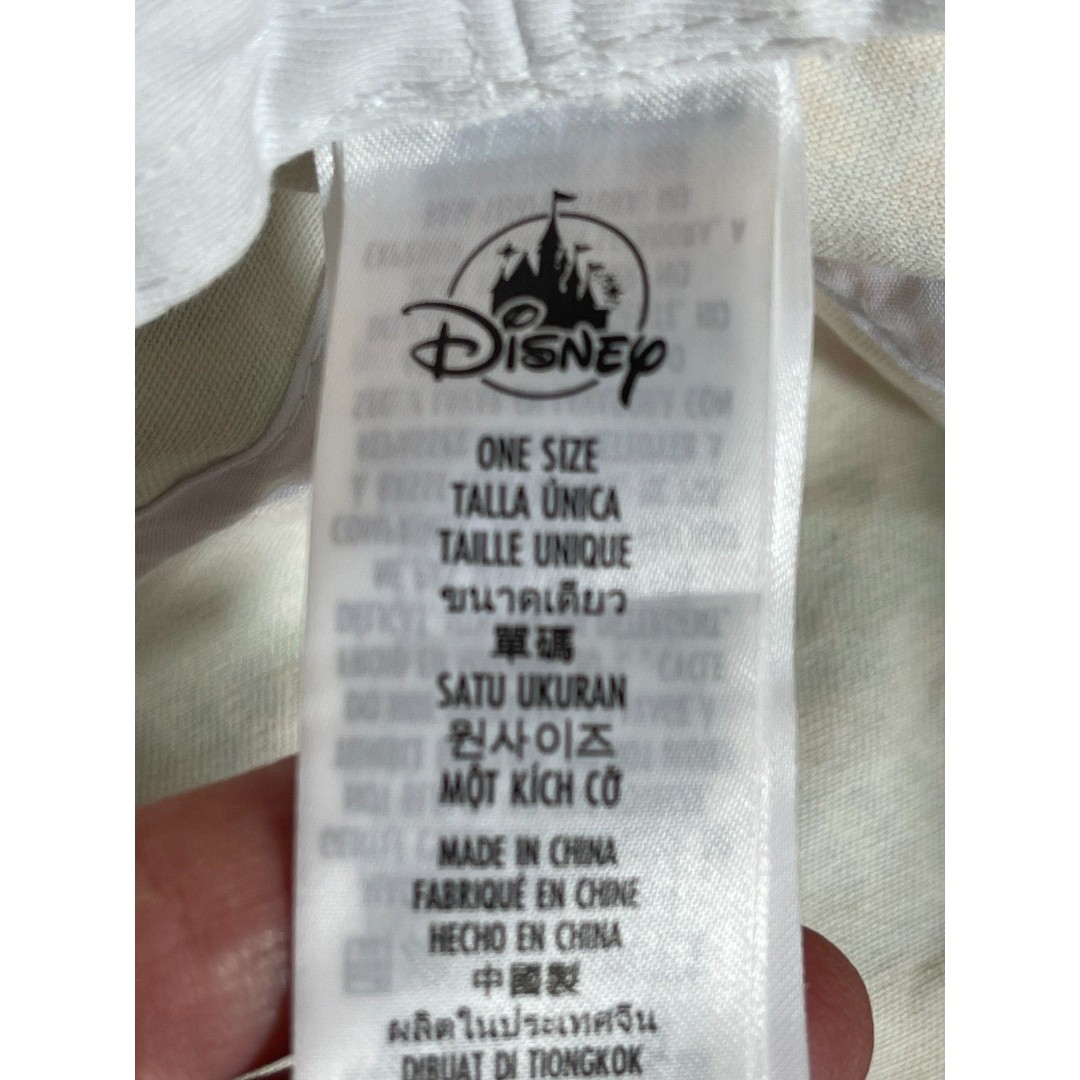 Disney
ONE SIZE
TALLA ÚNICA
TAILLE UNIQUE
ขนาดเดียว
單碼
SATU UKURAN
원사이즈
MỘT KÍCH CỠ
MADE IN CHINA
FABRIQUÉ EN CHINE
HECHO EN CHINA
中國製
ผลิตในประเทศจีน
DIBUAT DI TIONGKOK